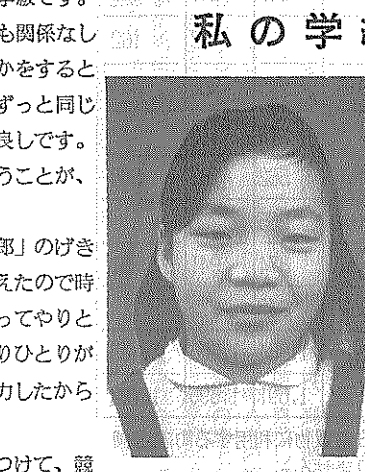 私の学
学級です。
も関係なし
かをすると
ずっと同じ
良しです。
うことが、
郎」のげき
えたので時
ってやりと
りひとりが
力したから
つけて、競